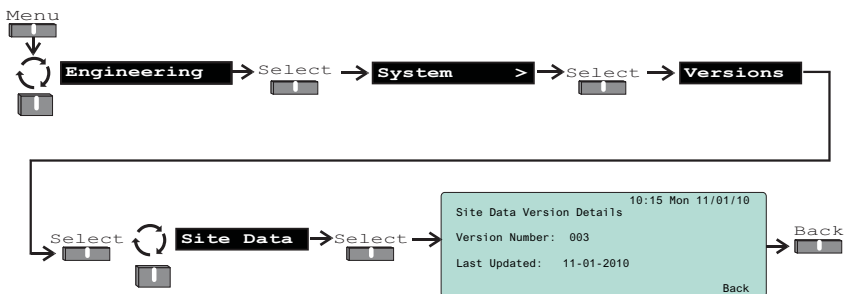 Menu
Engineering Select System > Select Versions
Select Site Data Select
10:15 Mon 11/01/10
Site Data Version Details
Version Number: 003
Last Updated: 11-01-2010
Back
Back